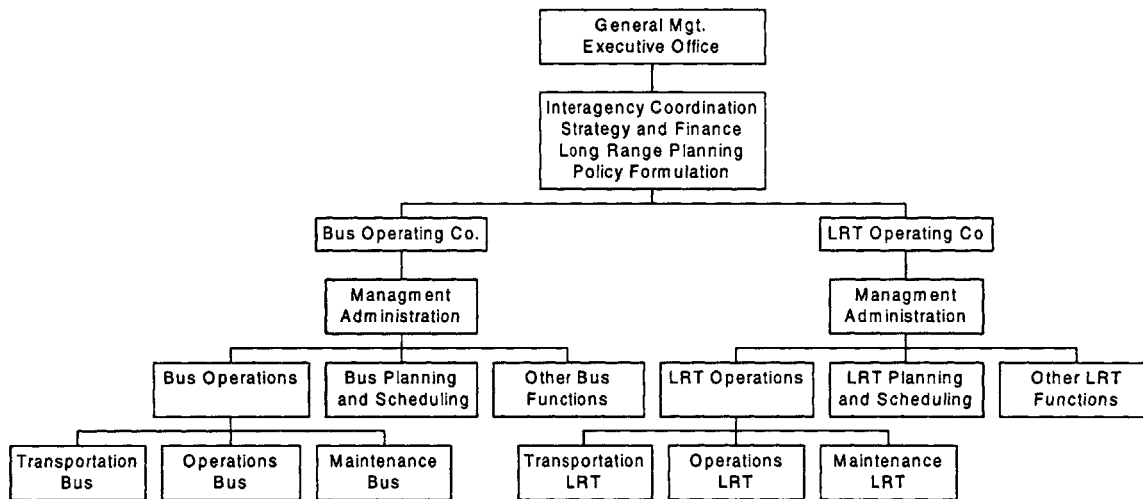 General Mgt.
Executive Office
Interagency Coordination
Strategy and Finance
Long Range Planning
Policy Formulation
Bus Operating Co.
LRT Operating Co
Managment
Administration
Managment
Administration
Bus Operations
Bus Planning
and Scheduling
Other Bus
Functions
LRT Operations
LRT Planning
and Scheduling
Other LRT
Functions
Transportation
Bus
Operations
Bus
Maintenance
Bus
Transportation
LRT
Operations
LRT
Maintenance
LRT